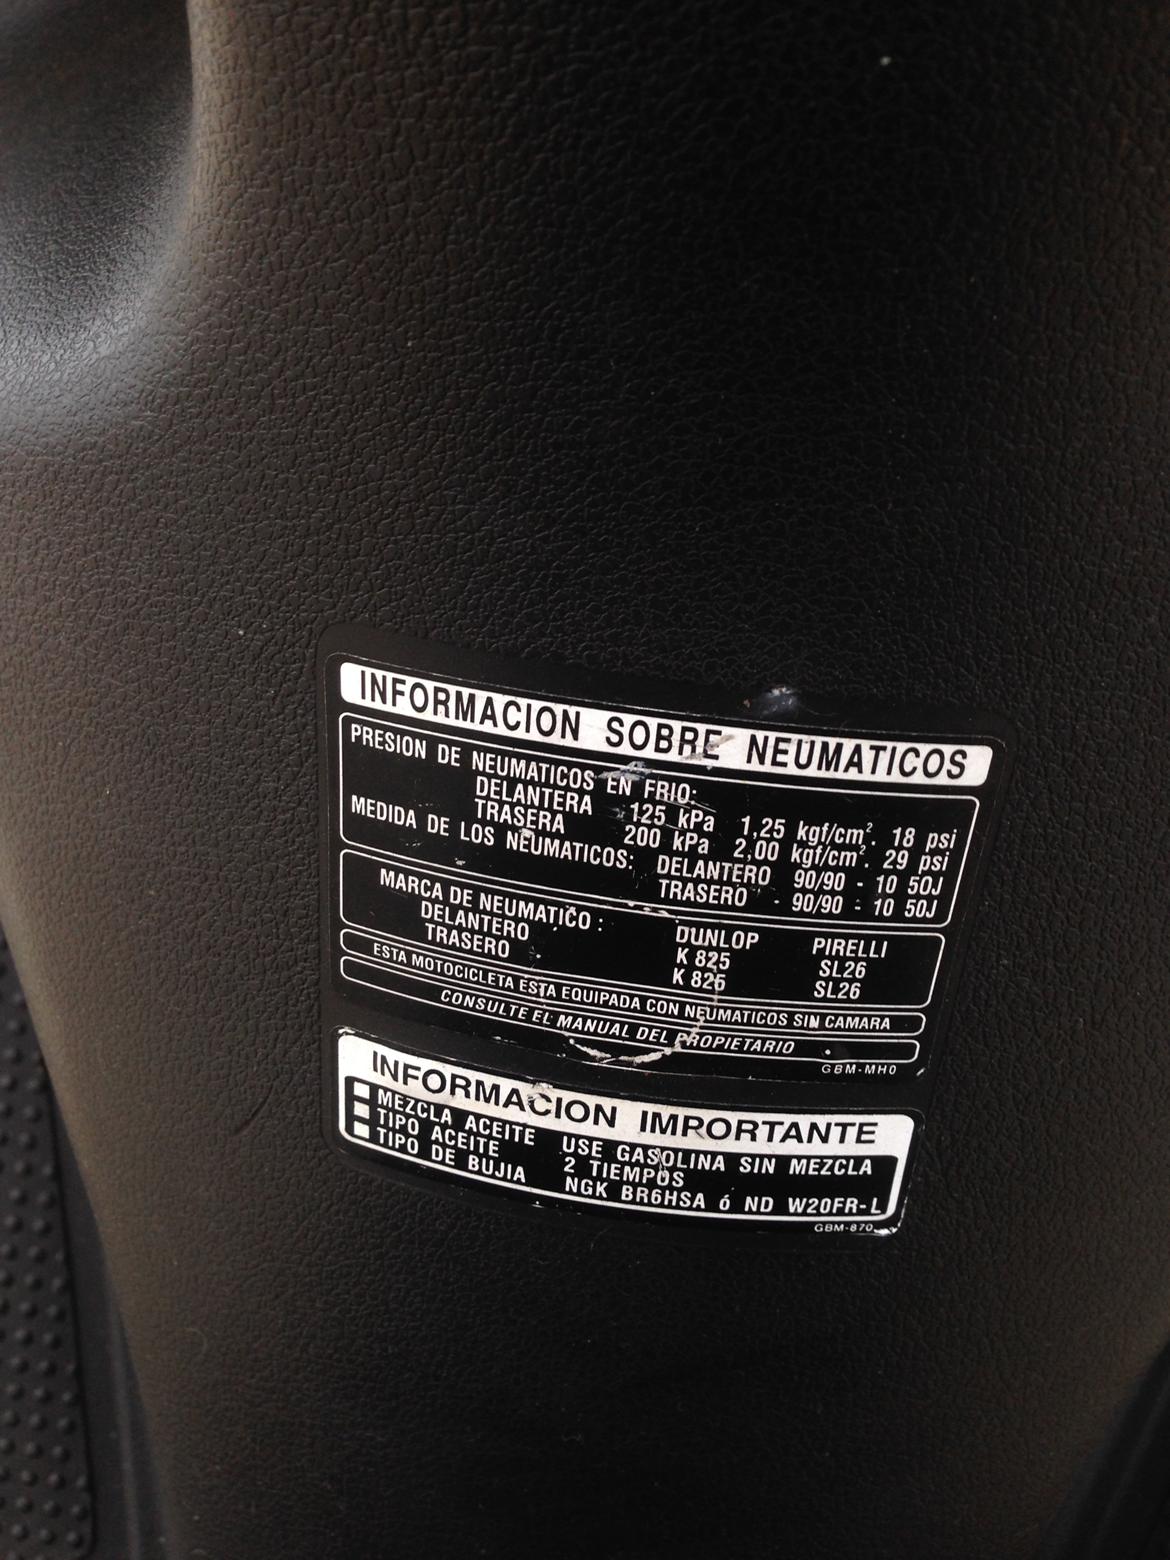 INFORMACION SOBRE NEUMATICOS
PRESION DE NEUMATICOS EN FRIO:
DELANTERA 125 kPa 1,25 kgf/cm². 18 psi
TRASERA 200 kPa 2,00 kgf/cm². 29 psi
MEDIDA DE LOS NEUMATICOS: DELANTERO 90/90 - 10 50J
TRASERO - 90/90 - 10 50J
MARCA DE NEUMATICO : DUNLOP PIRELLI
DELANTERO K 825 SL26
TRASERO K 825 SL26
ESTA MOTOCICLETA ESTA EQUIPADA CON NEUMATICOS SIN CAMARA
CONSULTE EL MANUAL DEL PROPIETARIO
GBM-MH0
INFORMACION IMPORTANTE
MEZCLA ACEITE USE GASOLINA SIN MEZCLA
TIPO ACEITE 2 TIEMPOS
TIPO DE BUJIA NGK BR6HSA ó ND W20FR-L
GBM-870